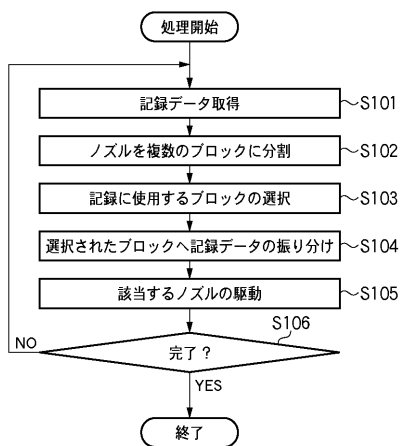 処理開始
記録データ取得
S101
ノズルを複数のブロックに分割
S102
記録に使用するブロックの選択
S103
選択されたブロックへ記録データの振り分け
S104
該当するノズルの駆動
S105
S106
完了？
NO
YES
終了